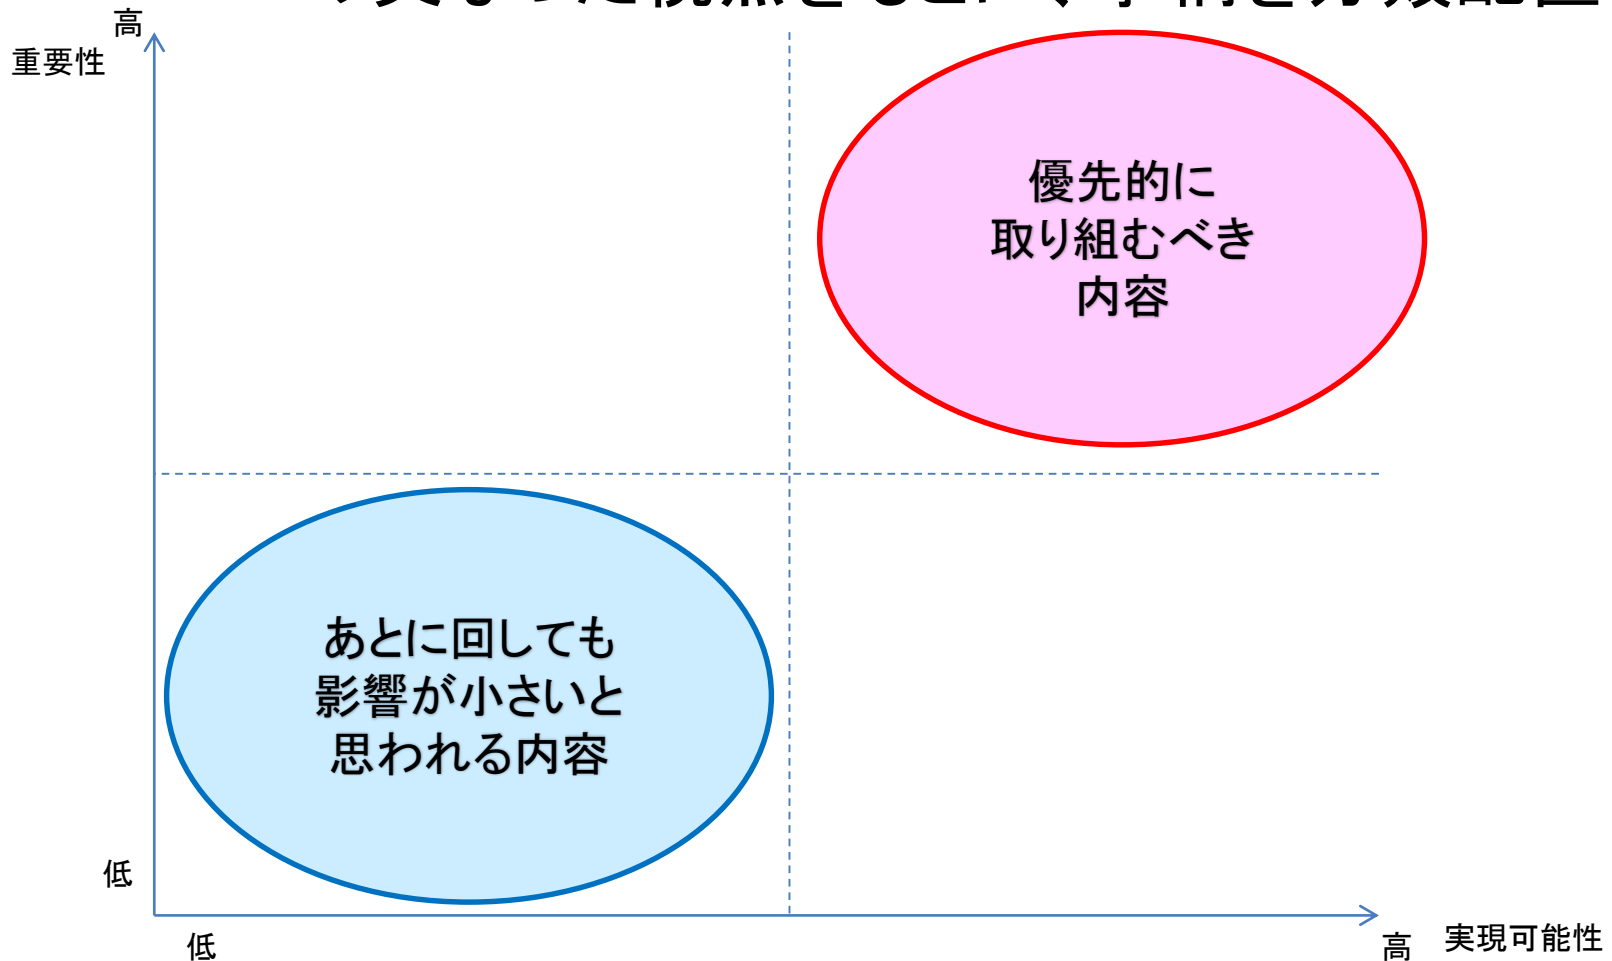 高
重要性
優先的に
取り組むべき
内容
あとに回しても
影響が小さいと
思われる内容
低
低
高
実現可能性